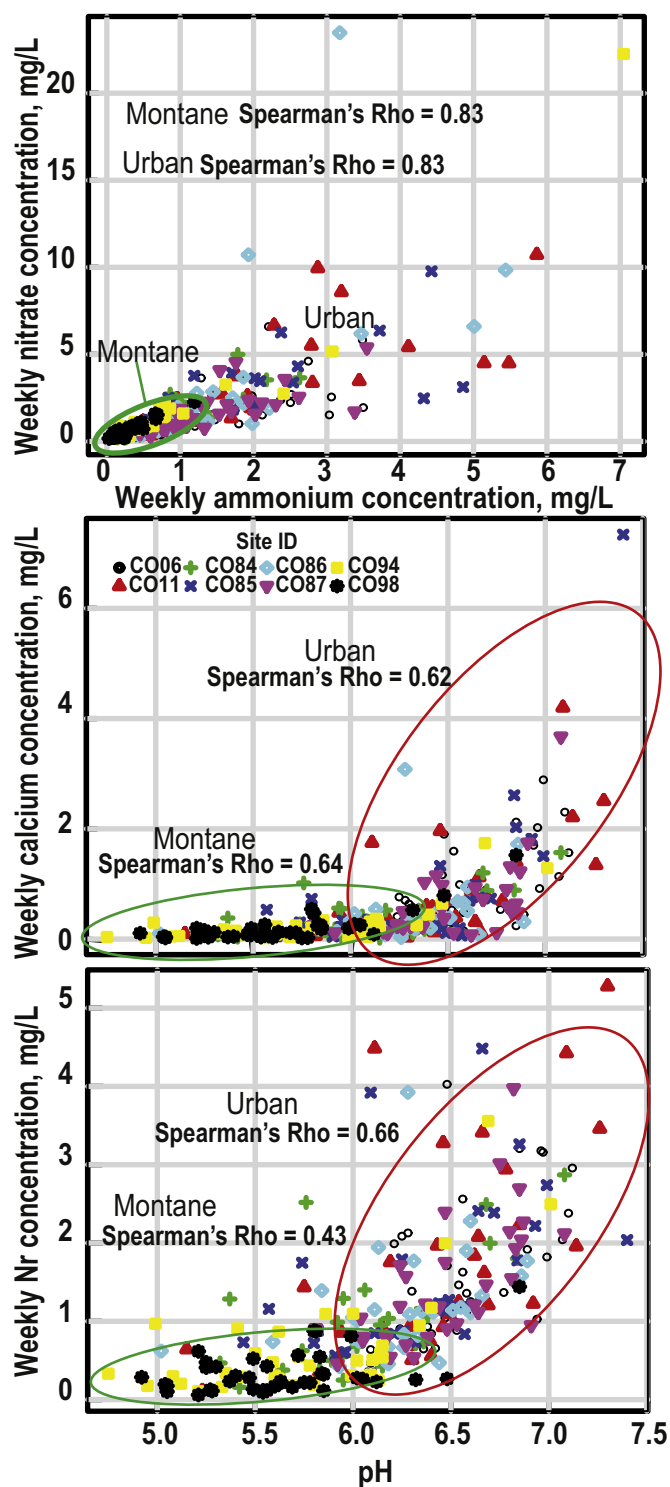 Weekly nitrate concentration, mg/L
20
15
10
5
0
Montane Spearman's Rho = 0.83
Urban Spearman's Rho = 0.83
Urban
Montane
0 1 2 3 4 5 6 7
Weekly ammonium concentration, mg/L
Weekly calcium concentration, mg/L
6
4
2
0
Site ID
CO06 CO84 CO86 CO94
CO11 CO85 CO87 CO98
Urban
Spearman's Rho = 0.62
Montane
Spearman's Rho = 0.64
Weekly Nr concentration, mg/L
5
4
3
2
1
0
Urban
Spearman's Rho = 0.66
Montane
Spearman's Rho = 0.43
5.0 5.5 6.0 6.5 7.0 7.5
pH